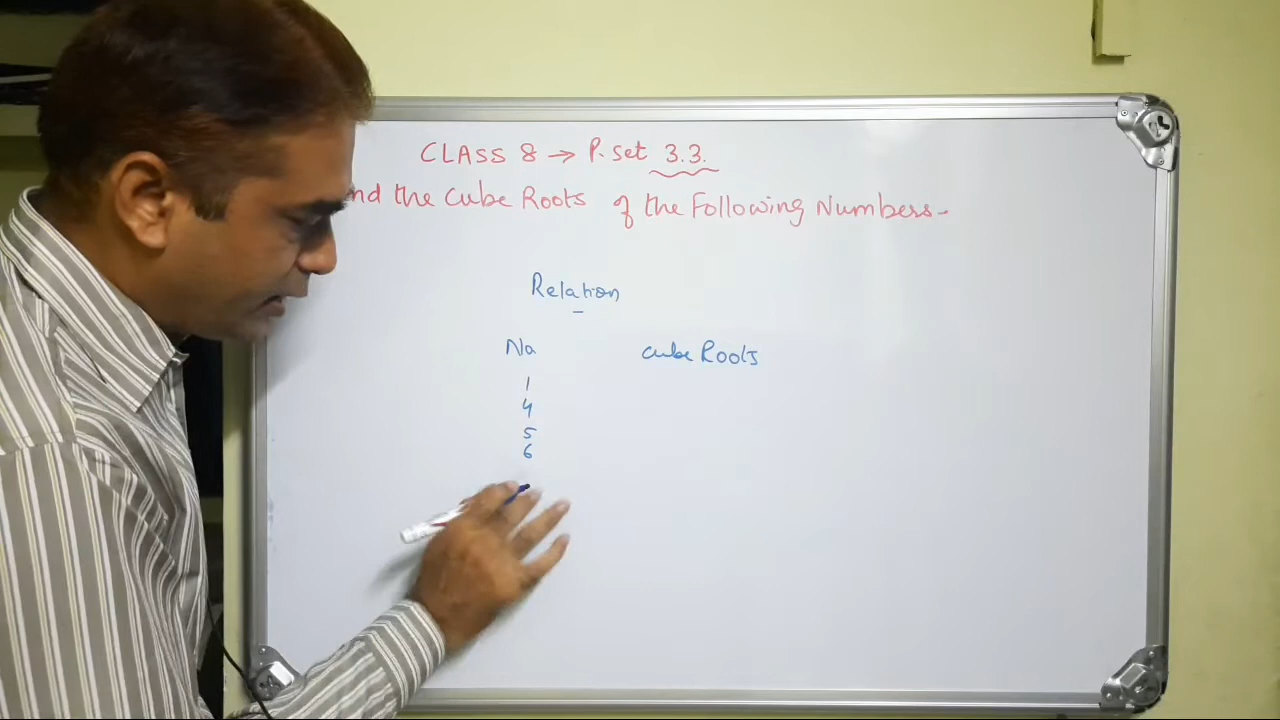 CLASS 8 → P. Set 3.3.
nd the Cube Roots of the Following Numbers.
Relation
No cube Roots
1
4
5
6